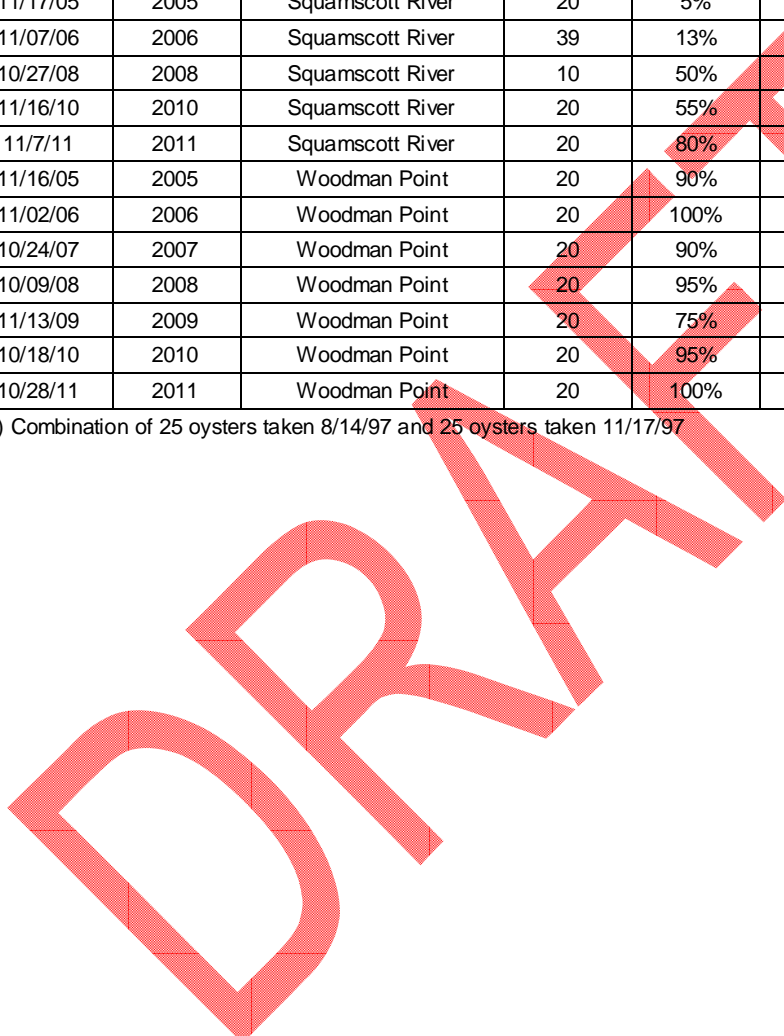 11/17/05 2005 Squamscott River 20 5%
11/07/06 2006 Squamscott River 39 13%
10/27/08 2008 Squamscott River 10 50%
11/16/10 2010 Squamscott River 20 55%
11/7/11 2011 Squamscott River 20 80%
11/16/05 2005 Woodman Point 20 90%
11/02/06 2006 Woodman Point 20 100%
10/24/07 2007 Woodman Point 20 90%
10/09/08 2008 Woodman Point 20 95%
11/13/09 2009 Woodman Point 20 75%
10/18/10 2010 Woodman Point 20 95%
10/28/11 2011 Woodman Point 20 100%
) Combination of 25 oysters taken 8/14/97 and 25 oysters taken 11/17/97
DRAFT